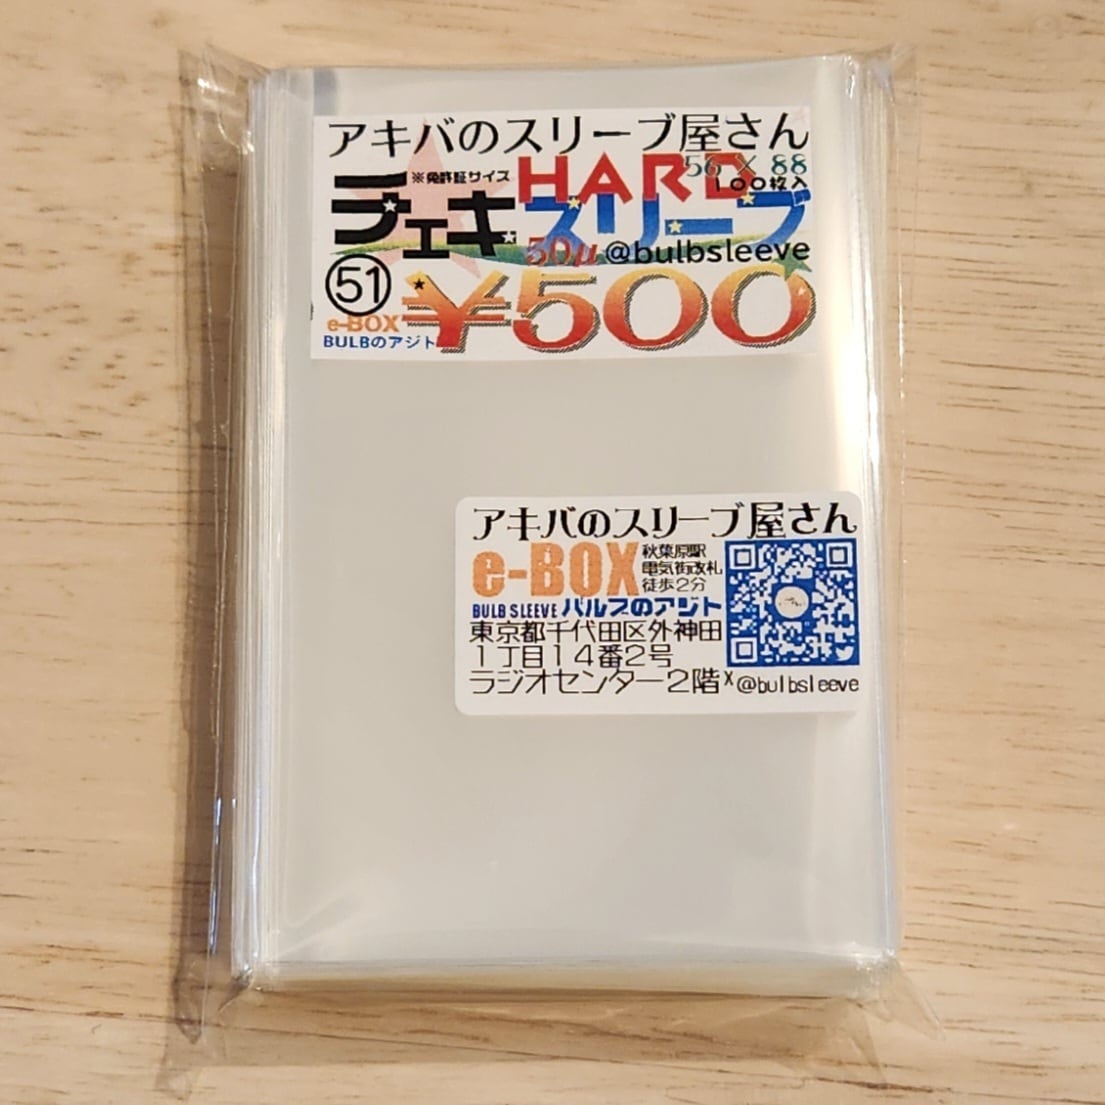 アキバのスリーブ屋さん
※免許証サイズ HARD 56 × 88
100枚入
チェキ スリーブ
50μ @bulbsleeve
51 ¥500
e-BOX
BULBのアジト
アキバのスリーブ屋さん
e-BOX 秋葉原駅
電気街改札
徒歩2分
BULB SLEEVE バルブのアジト
東京都千代田区外神田
1丁目14番2号
ラジオセンター2階 X @bulbsleeve